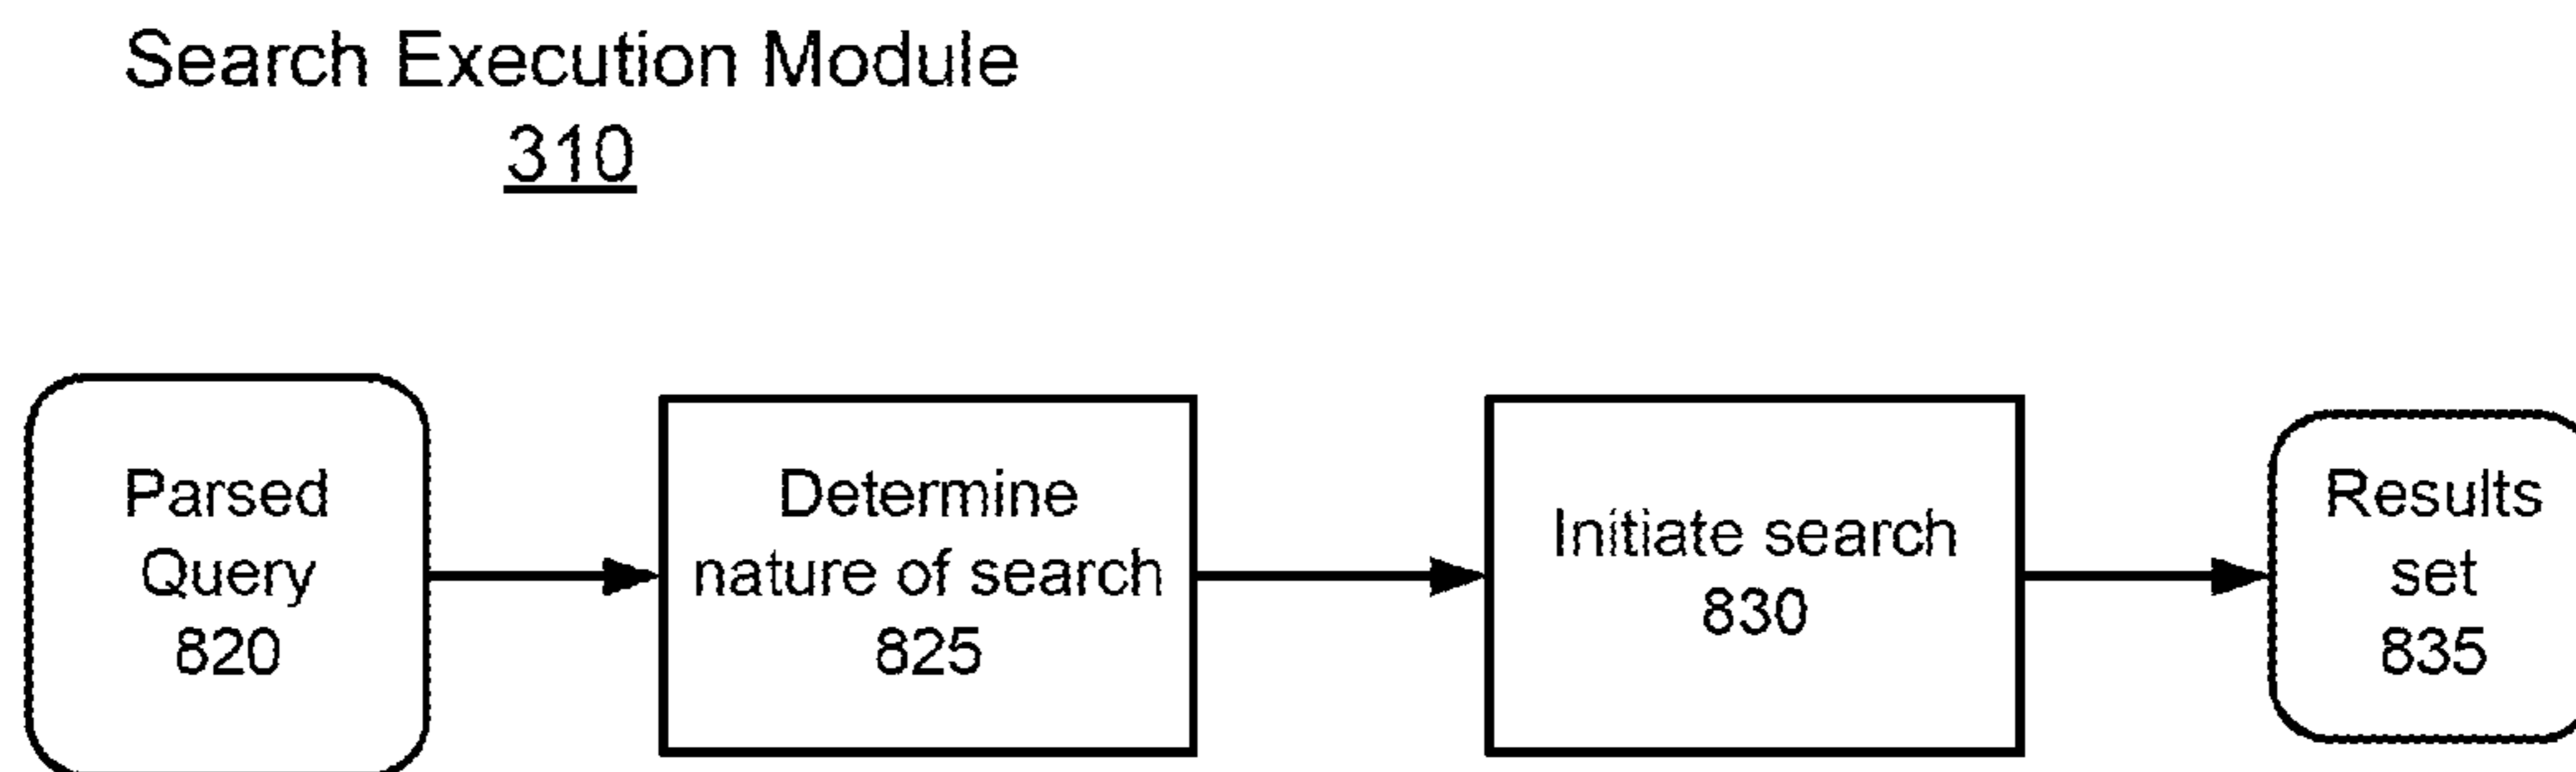 Search Execution Module
310
Parsed
Query
820
Determine
nature of search
825
Initiate search
830
Results
set
835